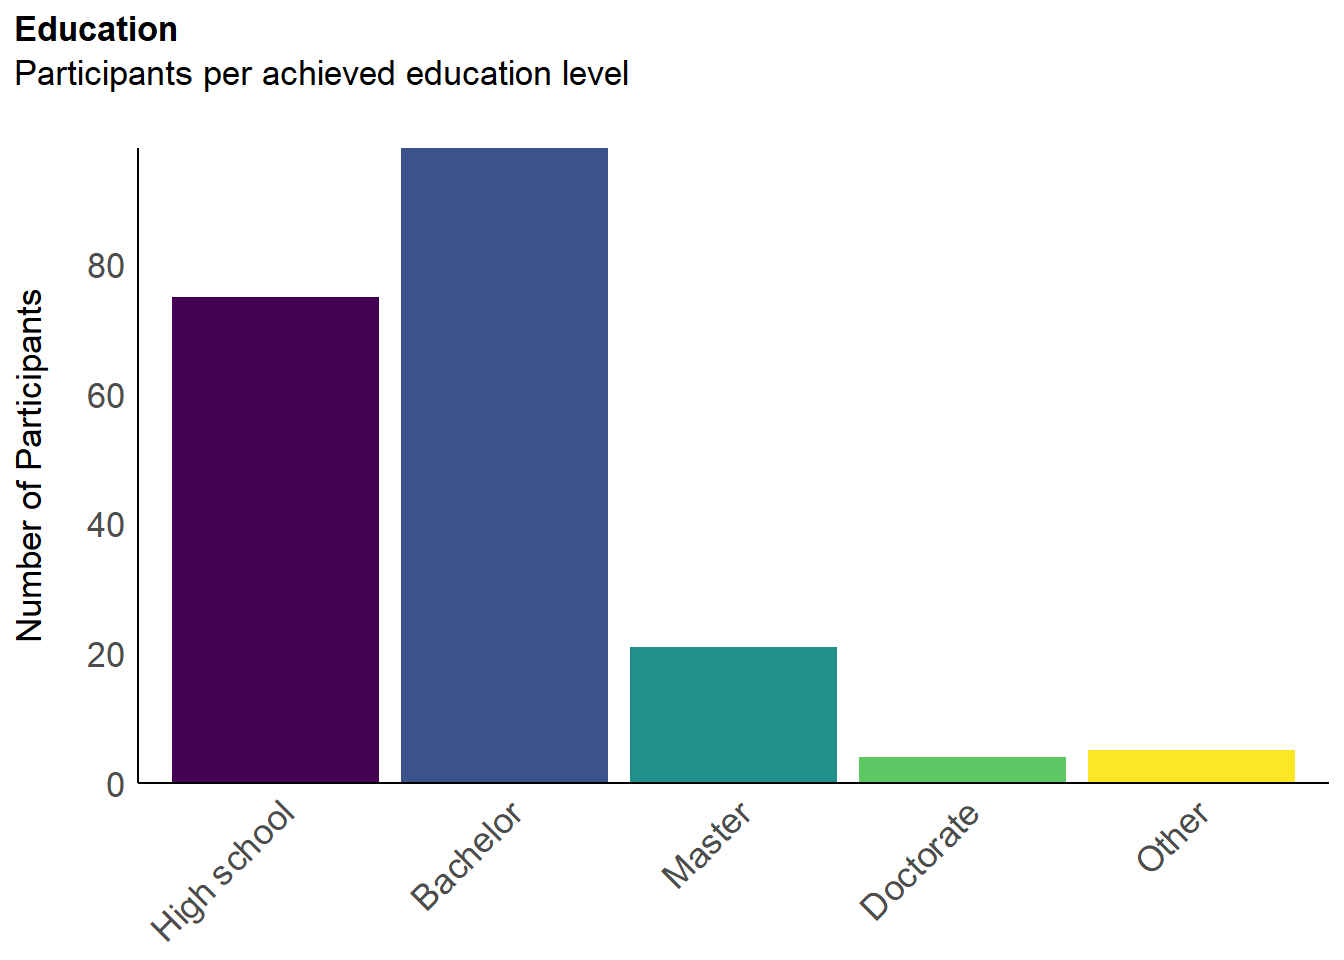 Education
Participants per achieved education level
Number of Participants
80
60
40
20
0
High school
Bachelor
Master
Doctorate
Other